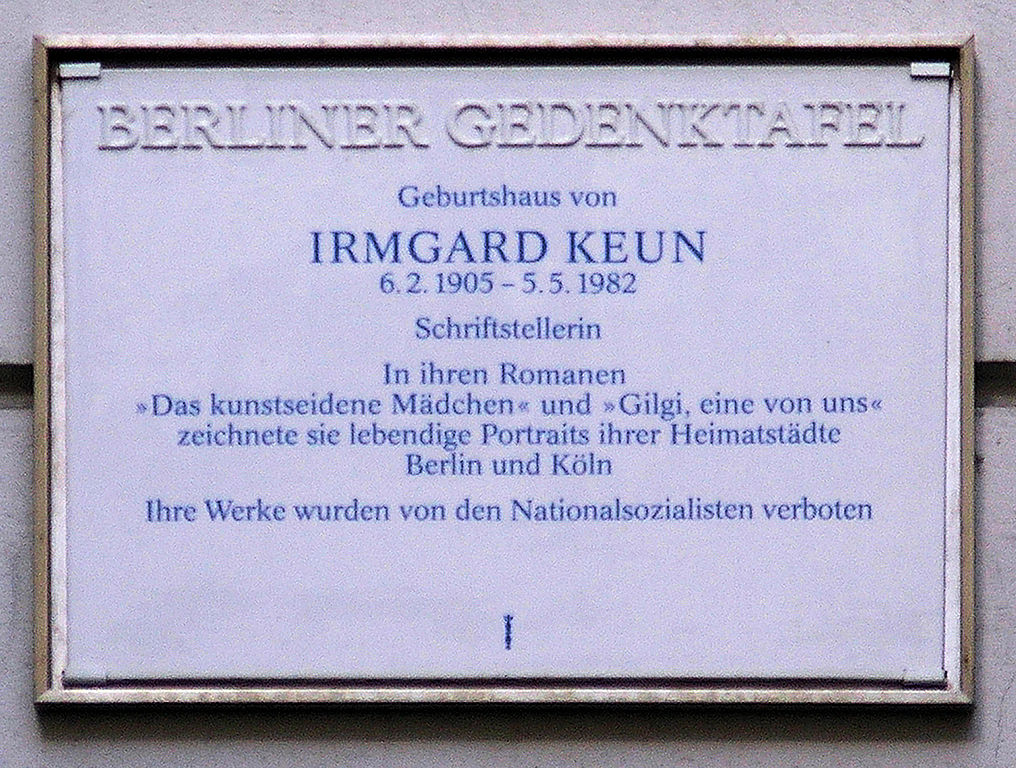 BERLINER GEDENKTAFEL
Geburtshaus von
IRMGARD KEUN
6. 2. 1905 – 5. 5. 1982
Schriftstellerin
In ihren Romanen
»Das kunstseidene Mädchen« und »Gilgi, eine von uns«
zeichnete sie lebendige Portraits ihrer Heimatstädte
Berlin und Köln
Ihre Werke wurden von den Nationalsozialisten verboten